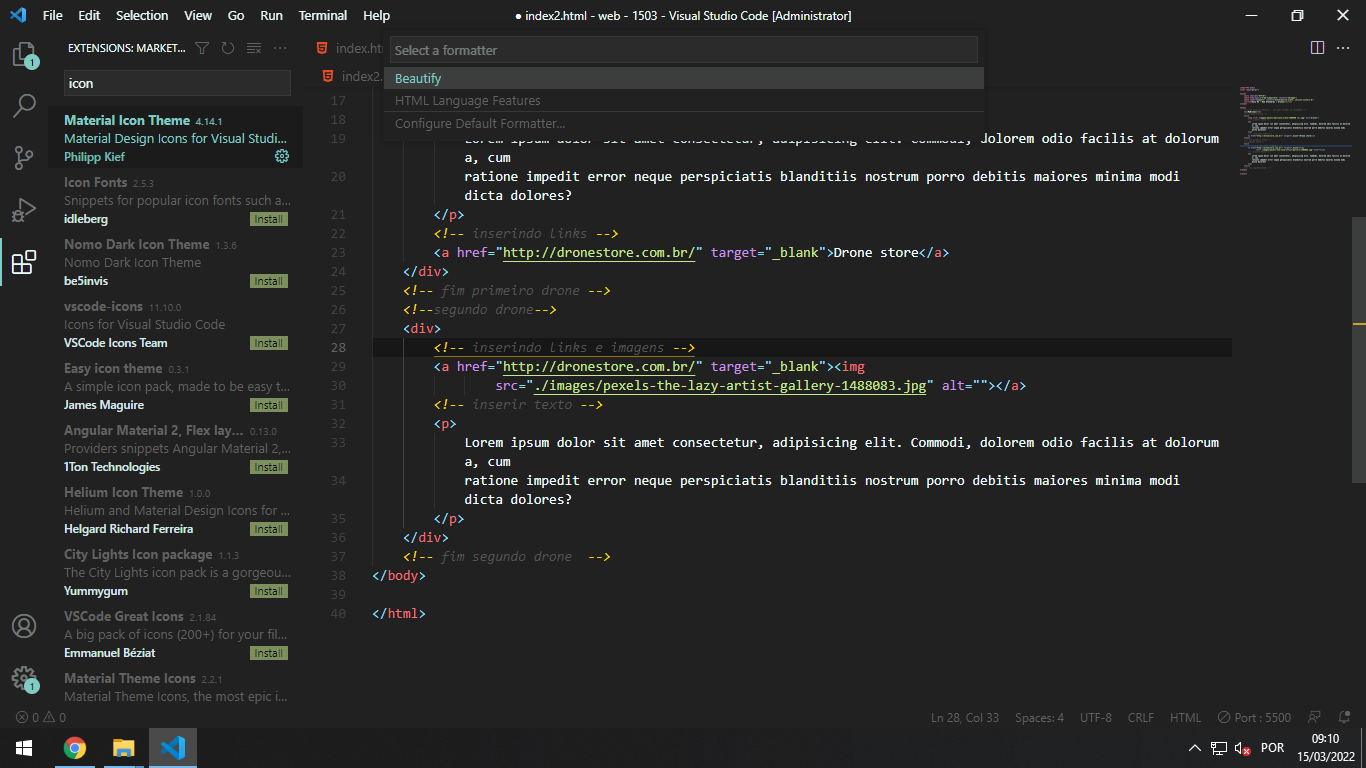 File Edit Selection View Go Run Terminal Help
● index2.html - web - 1503 - Visual Studio Code [Administrator]
EXTENSIONS: MARKET...
icon
Material Icon Theme 4.14.1
Material Design Icons for Visual Studi...
Philipp Kief
Icon Fonts 2.5.3
Snippets for popular icon fonts such a...
idleberg Install
Nomo Dark Icon Theme 1.3.6
Nomo Dark Icon Theme
be5invis Install
vscode-icons 11.10.0
Icons for Visual Studio Code
VSCode Icons Team Install
Easy icon theme 0.3.1
A simple icon pack, made to be easy t...
James Maguire Install
Angular Material 2, Flex lay... 0.13.0
Providers snippets Angular Material 2,...
1Ton Technologies Install
Helium Icon Theme 1.0.0
Helium and Material Design Icons for ...
Helgard Richard Ferreira Install
City Lights Icon package 1.1.3
The City Lights icon pack is a gorgeou...
Yummygum Install
VSCode Great Icons 2.1.84
A big pack of icons (200+) for your fil...
Emmanuel Béziat Install
Material Theme Icons 2.2.1
Material Theme Icons, the most epic i...
1
1
index.ht
index2.
Select a formatter
Beautify
HTML Language Features
Configure Default Formatter...
17
18
19 Lorem ipsum dolor sit amet consectetur, adipisicing elit. Commodi, dolorem odio facilis at dolorum
a, cum
20 ratione impedit error neque perspiciatis blanditiis nostrum porro debitis maiores minima modi
dicta dolores?
21 </p>
22 <!-- inserindo links -->
23 <a href="http://dronestore.com.br/" target="_blank">Drone store</a>
24 </div>
25 <!-- fim primeiro drone -->
26 <!--segundo drone-->
27 <div>
28 <!-- inserindo links e imagens -->
29 <a href="http://dronestore.com.br/" target="_blank"><img
30 src="./images/pexels-the-lazy-artist-gallery-1488083.jpg" alt=""></a>
31 <!-- inserir texto -->
32 <p>
33 Lorem ipsum dolor sit amet consectetur, adipisicing elit. Commodi, dolorem odio facilis at dolorum
a, cum
34 ratione impedit error neque perspiciatis blanditiis nostrum porro debitis maiores minima modi
dicta dolores?
35 </p>
36 </div>
37 <!-- fim segundo drone  -->
38 </body>
39
40 </html>
0 0
Ln 28, Col 33 Spaces: 4 UTF-8 CRLF HTML Port : 5500
POR
09:10
15/03/2022